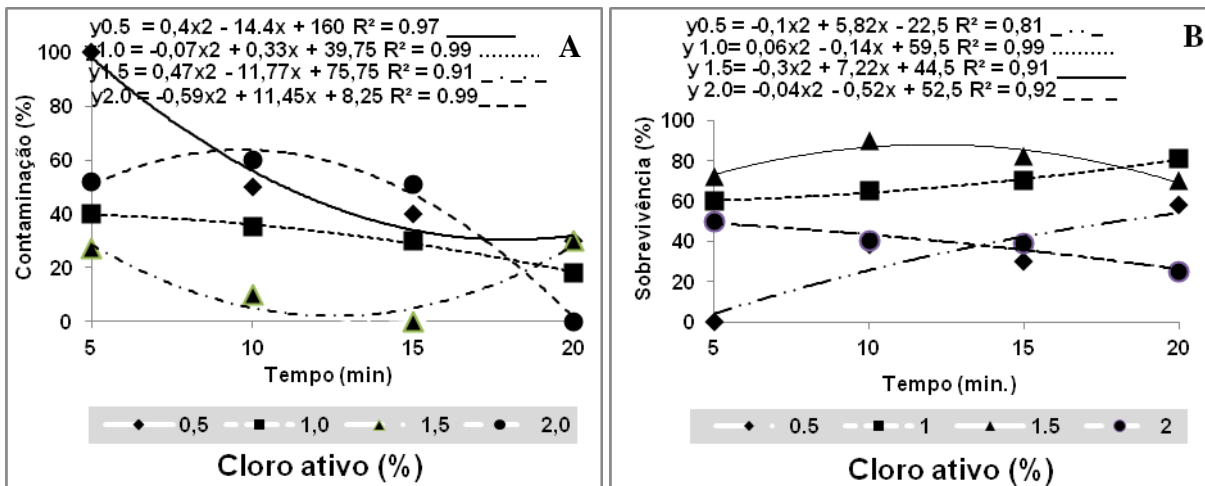 y0.5 = 0,4x2 - 14.4x + 160 R² = 0.97
y1.0= -0,07x2 + 0,33x + 39,75 R² = 0.99
y1.5 = 0,47x2 - 11,77x + 75,75 R² = 0.91
y2.0= -0,59x2 + 11,45x + 8,25 R² = 0.99
A
Contaminação (%)
100
80
60
40
20
0
5 10 15 20
Tempo (min)
0,5 1,0 1,5 2,0
Cloro ativo (%)
y0.5 = -0,1x2 + 5,82x - 22,5 R² = 0,81
y 1.0= 0,06x2 - 0,14x + 59,5 R² = 0,99
y 1.5= -0,3x2 + 7,22x + 44,5 R² = 0,91
y 2.0= -0,04x2 - 0,52x + 52,5 R² = 0,92
B
Sobrevivência (%)
100
80
60
40
20
0
5 10 15 20
Tempo (min.)
0.5 1 1.5 2
Cloro ativo (%)